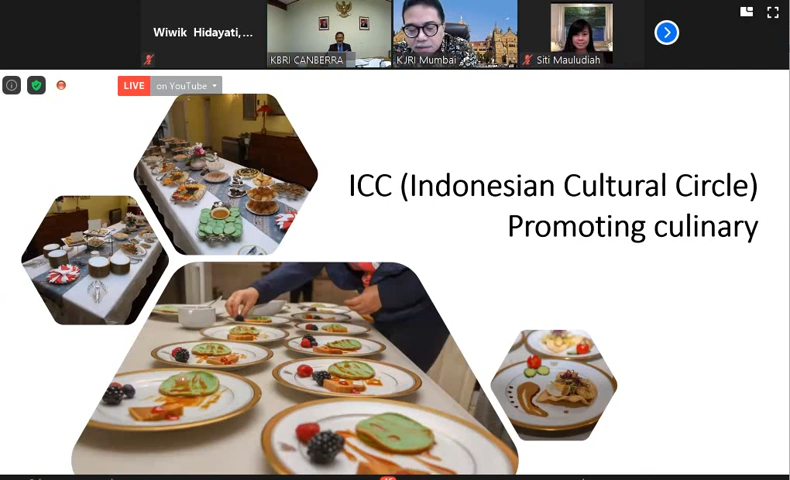 Wiwik Hidayati,...
KBRI CANBERRA
KJRI Mumbai
Siti Mauludiah
LIVE on YouTube
ICC (Indonesian Cultural Circle)
Promoting culinary